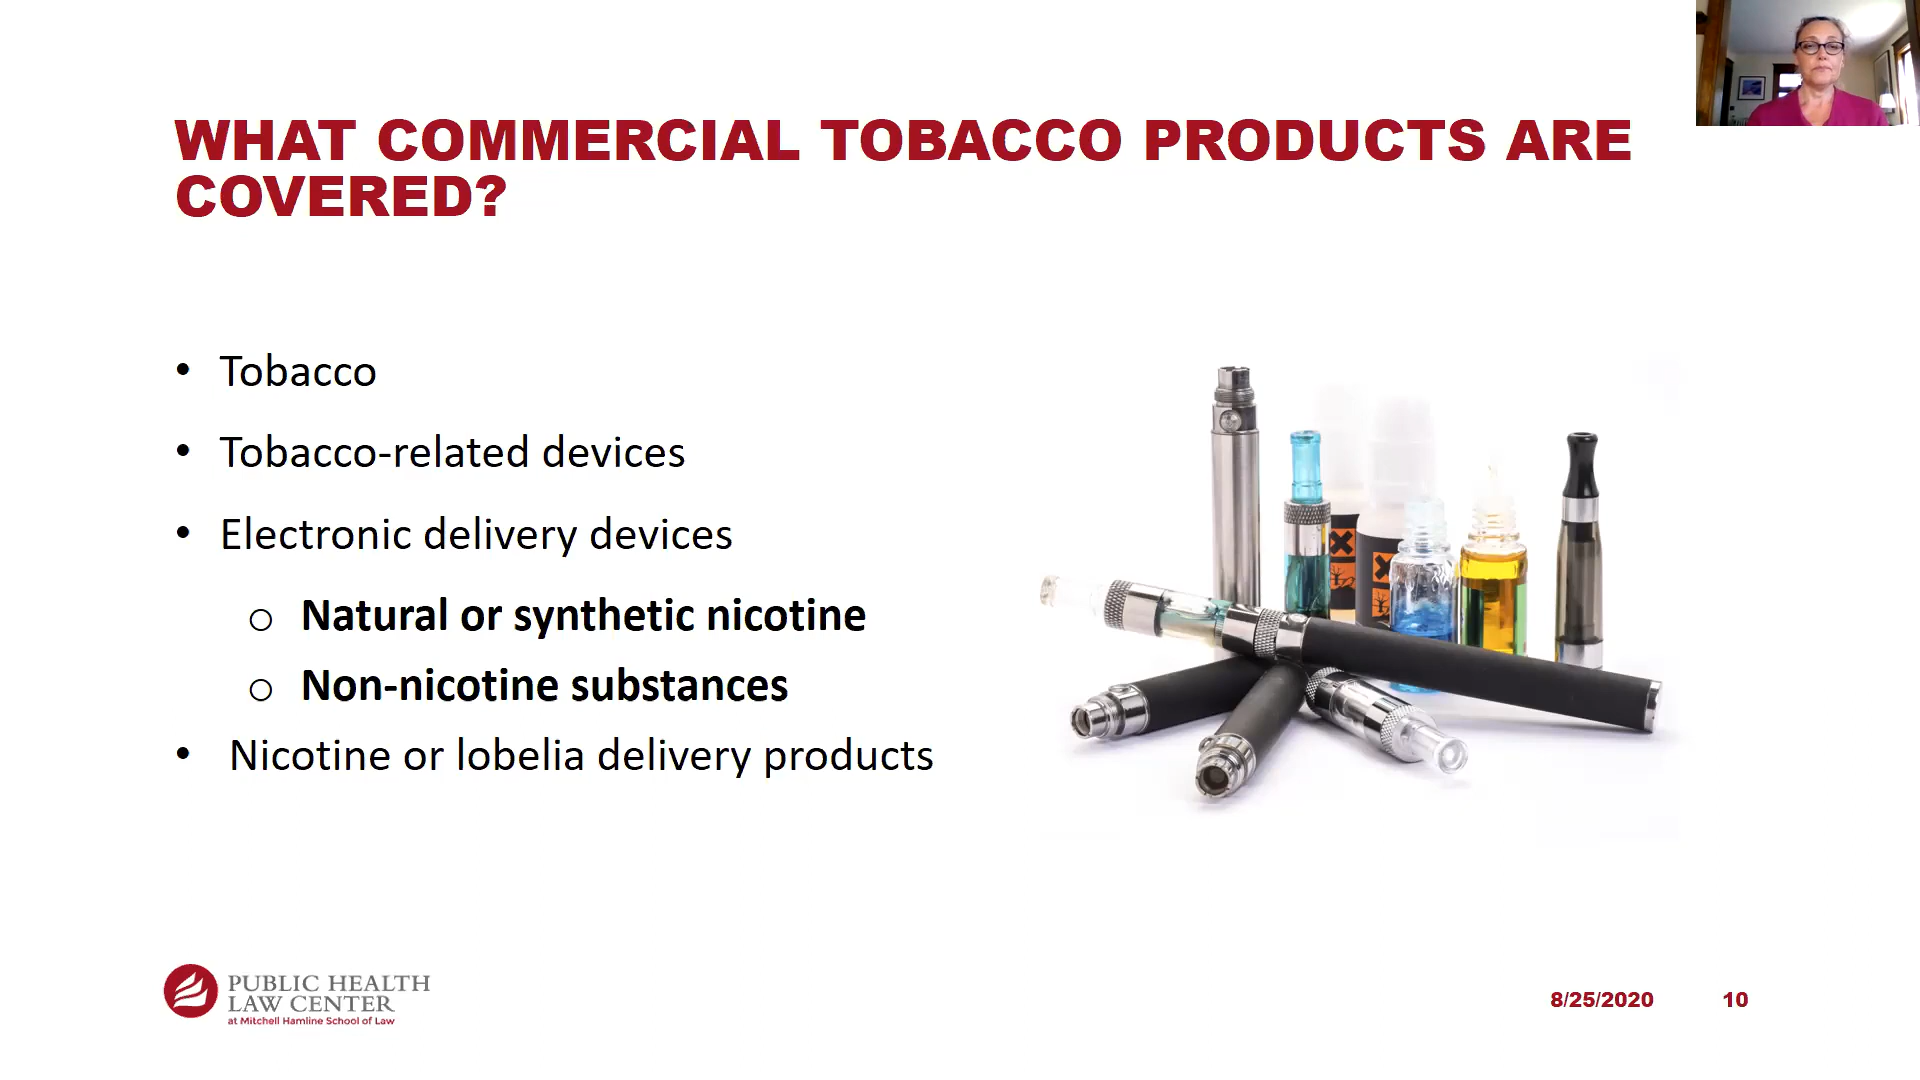 WHAT COMMERCIAL TOBACCO PRODUCTS ARE
COVERED?
• Tobacco
• Tobacco-related devices
• Electronic delivery devices
o Natural or synthetic nicotine
o Non-nicotine substances
• Nicotine or lobelia delivery products
PUBLIC HEALTH
LAW CENTER
at Mitchell Hamline School of Law
8/25/2020 10